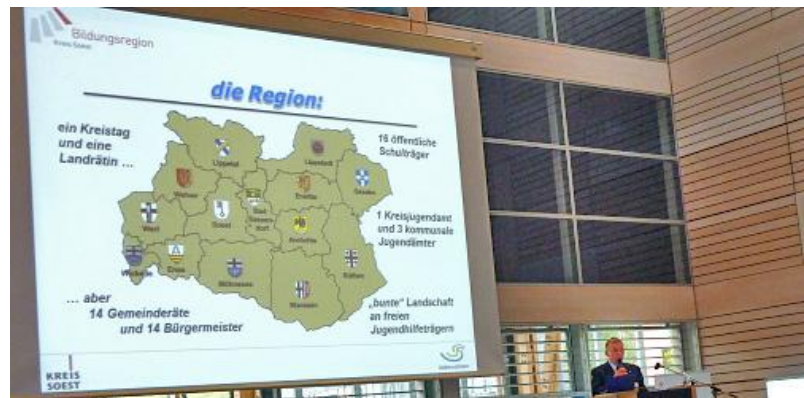 Bildungsregion
Kreis Soest
die Region:
ein Kreistag
und eine
Landrätin ...
16 öffentliche
Schulträger
Lippetal
Lippstadt
Welver
Erwitte
Geseke
Werl
Soest
Bad
Sassen-
dorf
Anröchte
1 Kreisjugendamt
und 3 kommunale
Jugendämter
Wickede
Ense
Möhnesee
Warstein
Rüthen
... aber
14 Gemeinderäte
und 14 Bürgermeister
„bunte“ Landschaft
an freien
Jugendhilfeträgern
KREIS
SOEST